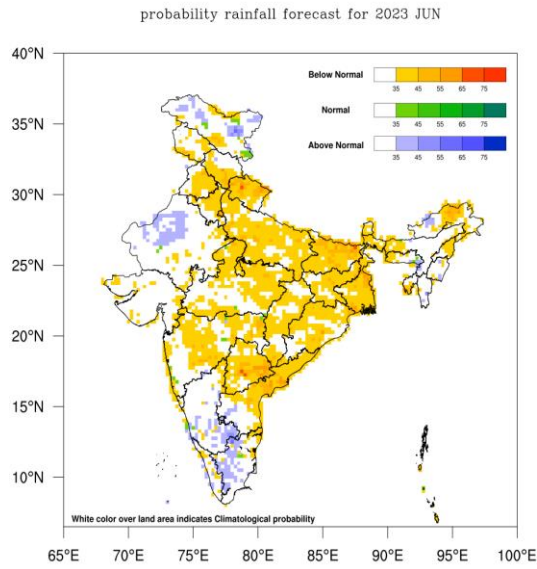 probability rainfall forecast for 2023 JUN
40°N
35°N
30°N
25°N
20°N
15°N
10°N
Below Normal
35 45 55 65 75
Normal
35 45 55 65 75
Above Normal
35 45 55 65 75
White color over land area indicates Climatological probability
65°E 70°E 75°E 80°E 85°E 90°E 95°E 100°E